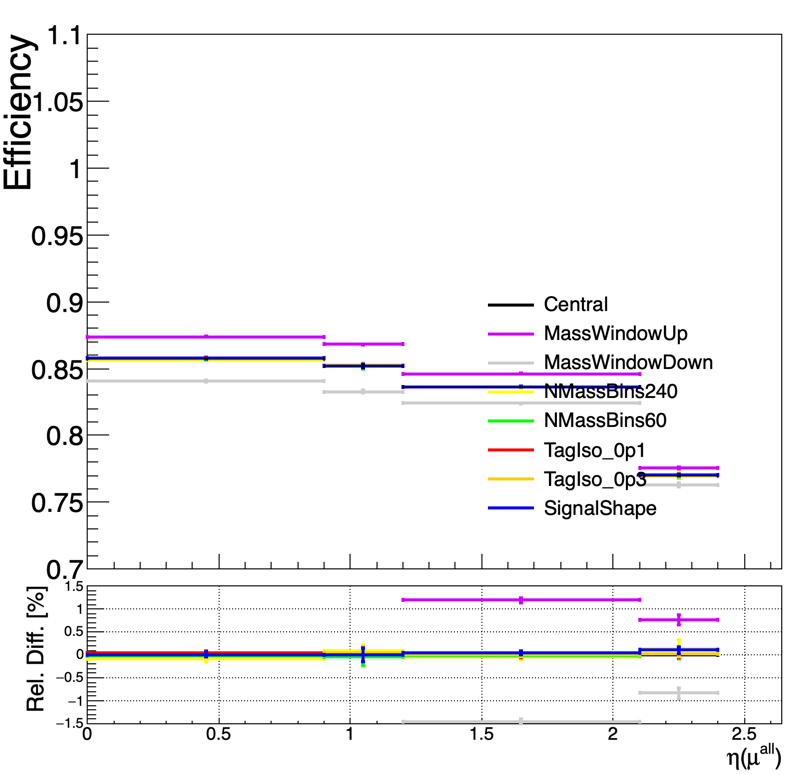 Efficiency
1.1
1.05
1
0.95
0.9
0.85
0.8
0.75
0.7
Central
MassWindowUp
MassWindowDown
NMassBins240
NMassBins60
TagIso_0p1
TagIso_0p3
SignalShape
Rel. Diff. [%]
1.5
1
0.5
0
−0.5
−1
−1.5
0 0.5 1 1.5 2 2.5
η(μ^all)